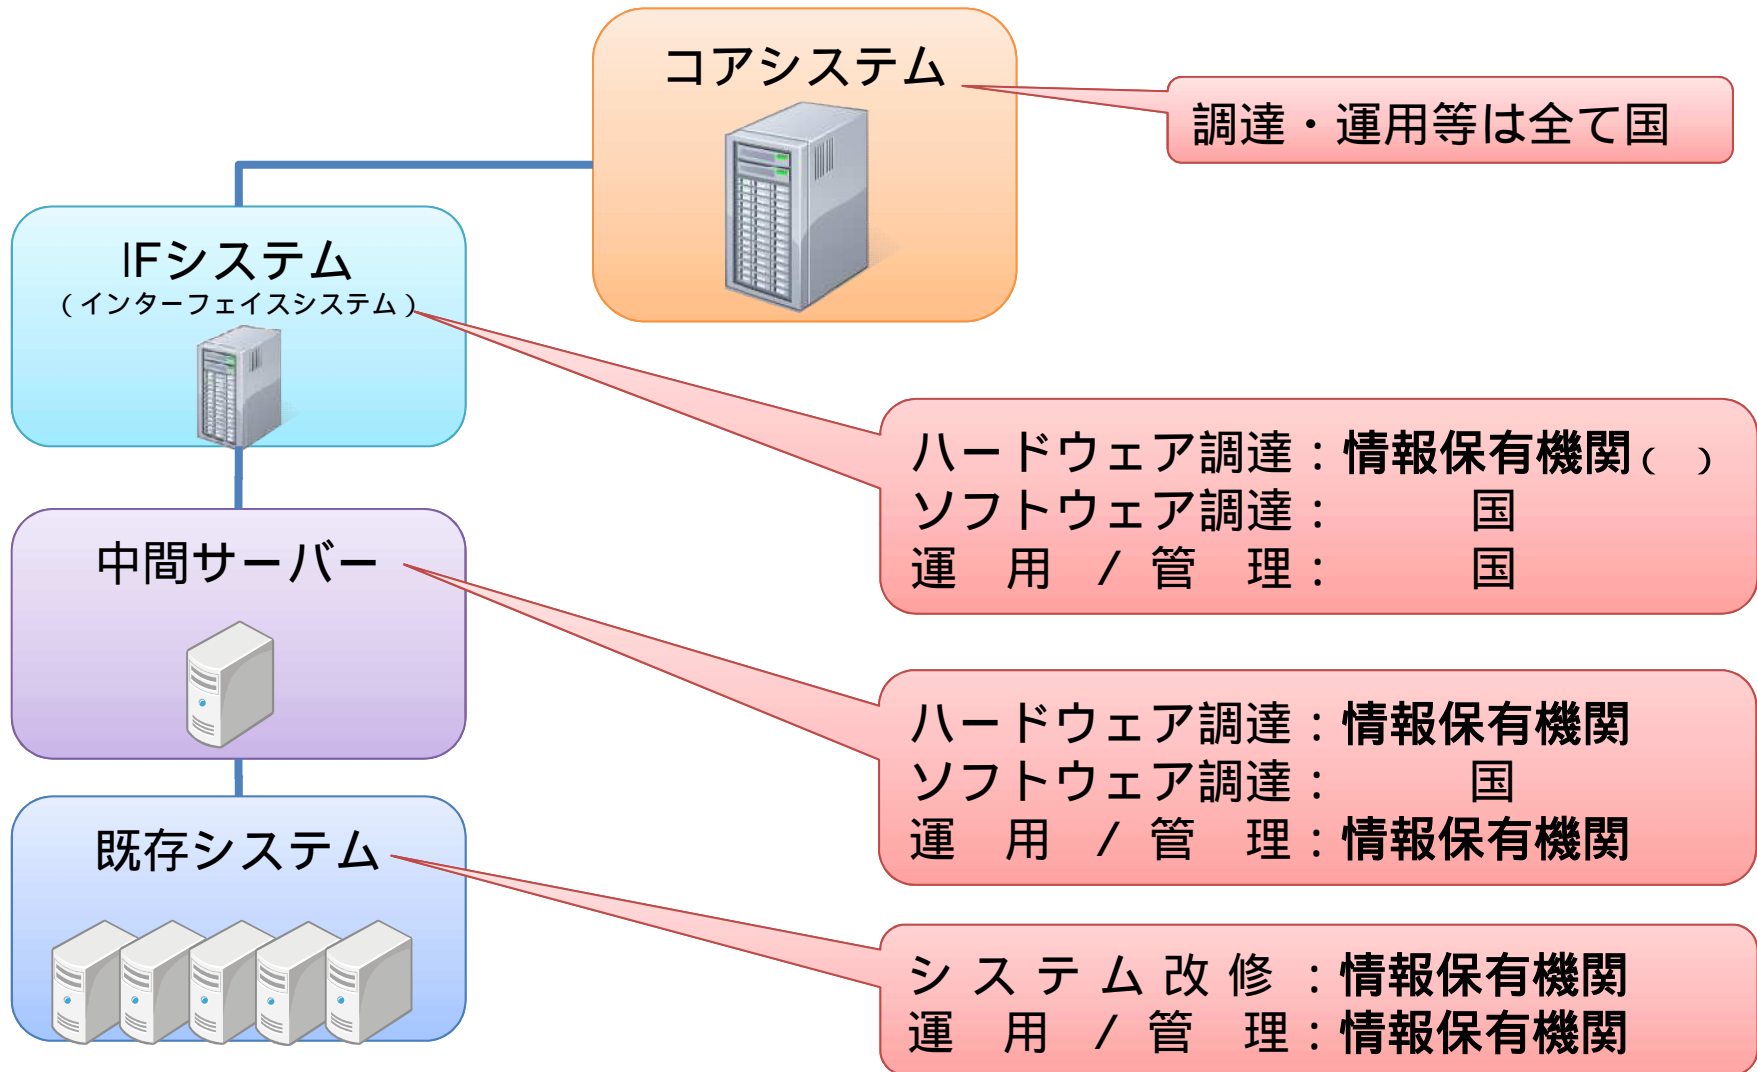 コアシステム
調達・運用等は全て国
IFシステム
（インターフェイスシステム）
ハードウェア調達：情報保有機関（　）
ソフトウェア調達：　　　国
運　用　/　管　理：　　　国
中間サーバー
ハードウェア調達：情報保有機関
ソフトウェア調達：　　　国
運　用　/　管　理：情報保有機関
既存システム
システム改修：情報保有機関
運　用　/　管　理：情報保有機関